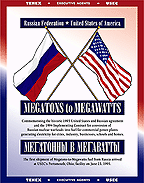 TENEX ★ EXECUTIVE AGENTS ★ USEC
Russian Federation ★ United States of America
MEGATONS to MEGAWATTS
Commemorating the historic 1993 United States and Russian agreement
and the 1994 Implementing Contract for conversion of
Russian nuclear warheads into fuel for commercial power plants
generating electricity for cities, industry, businesses, schools and homes.
МЕГАТОННЫ В МЕГАВАТТЫ
The first shipment of Megatons-to-Megawatts fuel from Russia arrived
at USEC's Portsmouth, Ohio, facility on June 23, 1995.
TENEX ★ EXECUTIVE AGENTS ★ USEC